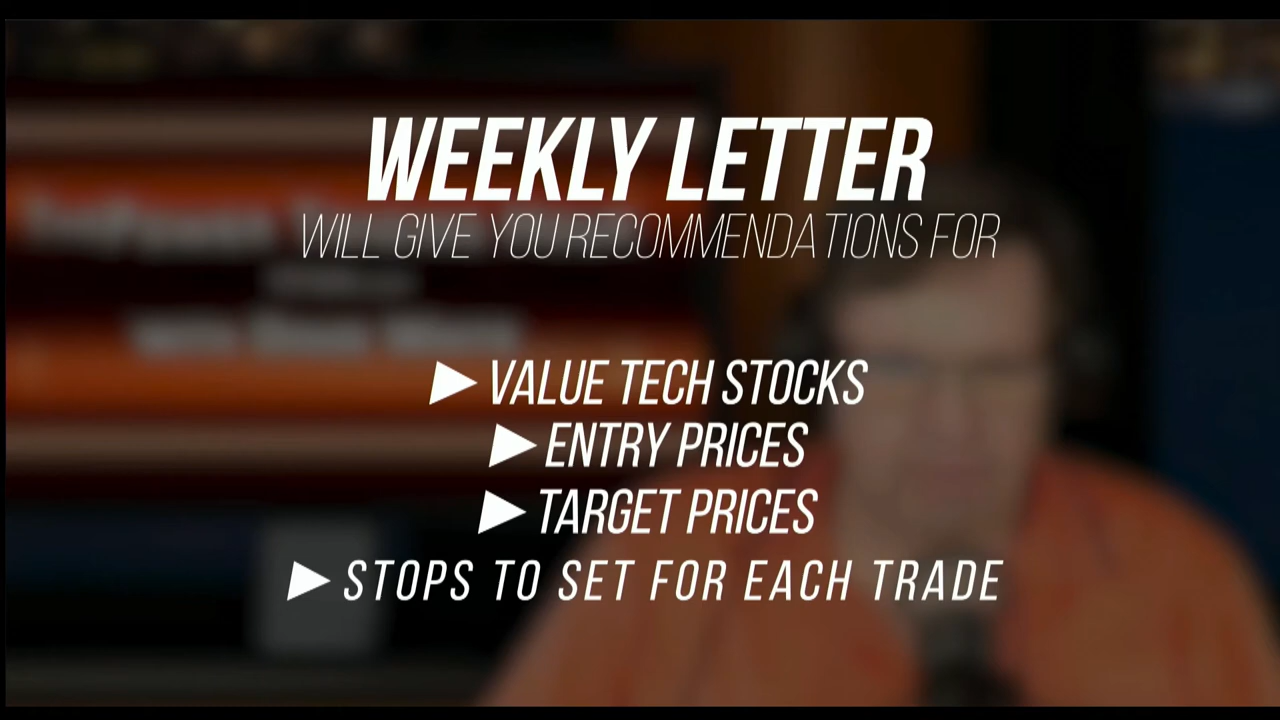 WEEKLY LETTER
WILL GIVE YOU RECOMMENDATIONS FOR
▶ VALUE TECH STOCKS
▶ ENTRY PRICES
▶ TARGET PRICES
▶ STOPS TO SET FOR EACH TRADE